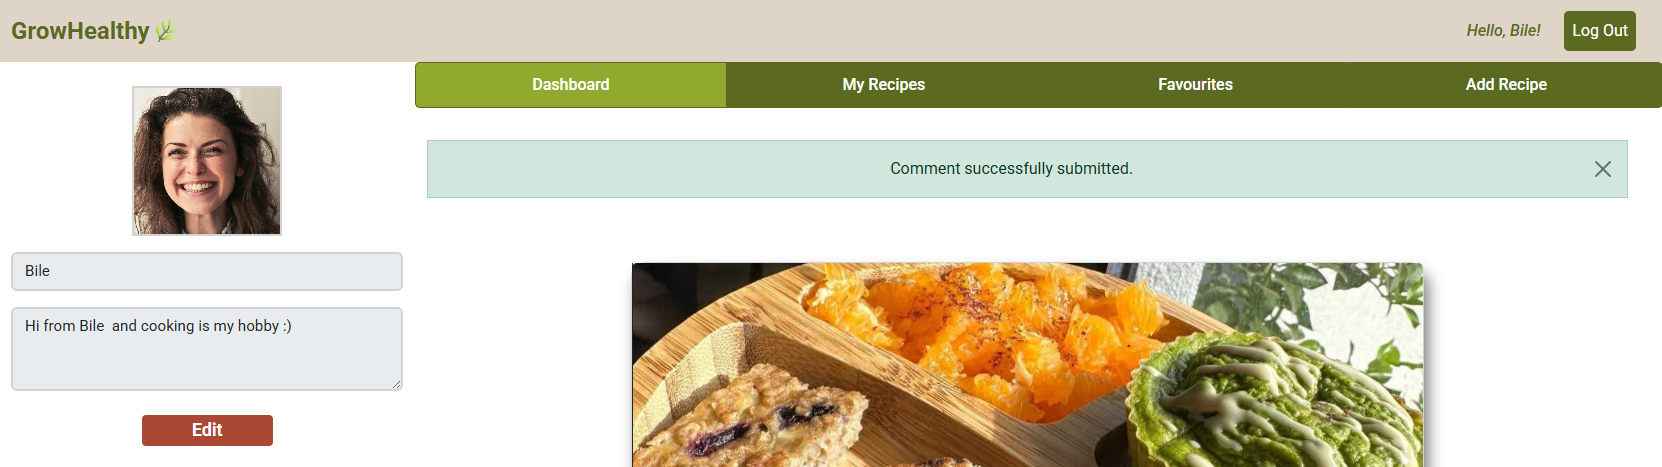 GrowHealthy
Hello, Bile!
Log Out
Dashboard
My Recipes
Favourites
Add Recipe
Comment successfully submitted.
Bile
Hi from Bile  and cooking is my hobby :)
Edit